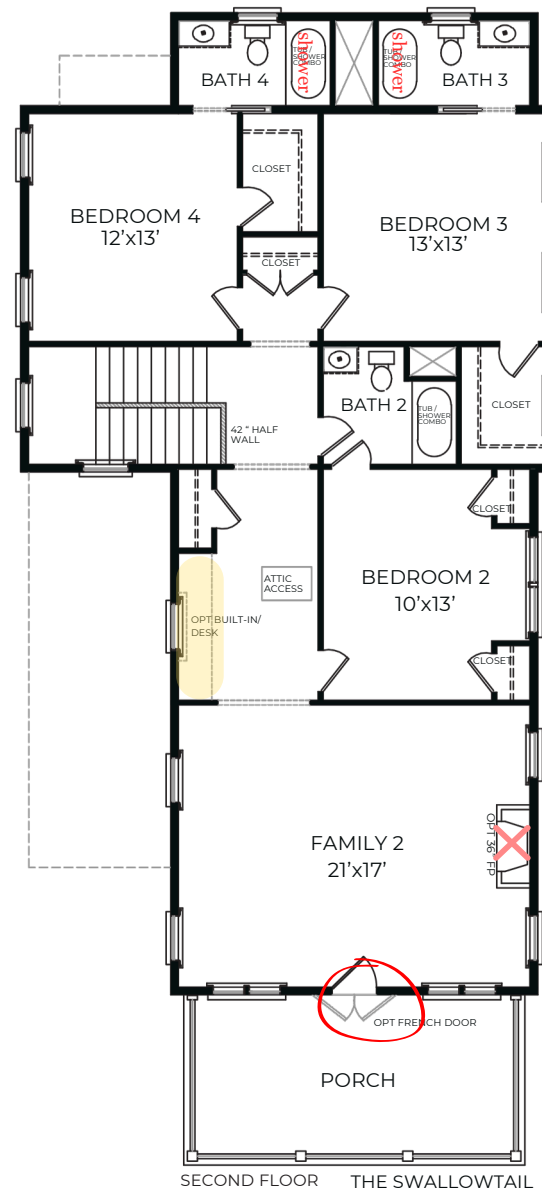 shower
TUB /
SHOWER
COMBO
BATH 4
shower
TUB /
SHOWER
COMBO
BATH 3
CLOSET
BEDROOM 4
12'x13'
BEDROOM 3
13'x13'
CLOSET
BATH 2
TUB /
SHOWER
COMBO
CLOSET
42 " HALF
WALL
CLOSET
ATTIC
ACCESS
BEDROOM 2
10'x13'
OPT BUILT-IN/
DESK
CLOSET
FAMILY 2
21'x17'
OPT 36" FP
OPT FRENCH DOOR
PORCH
SECOND FLOOR
THE SWALLOWTAIL